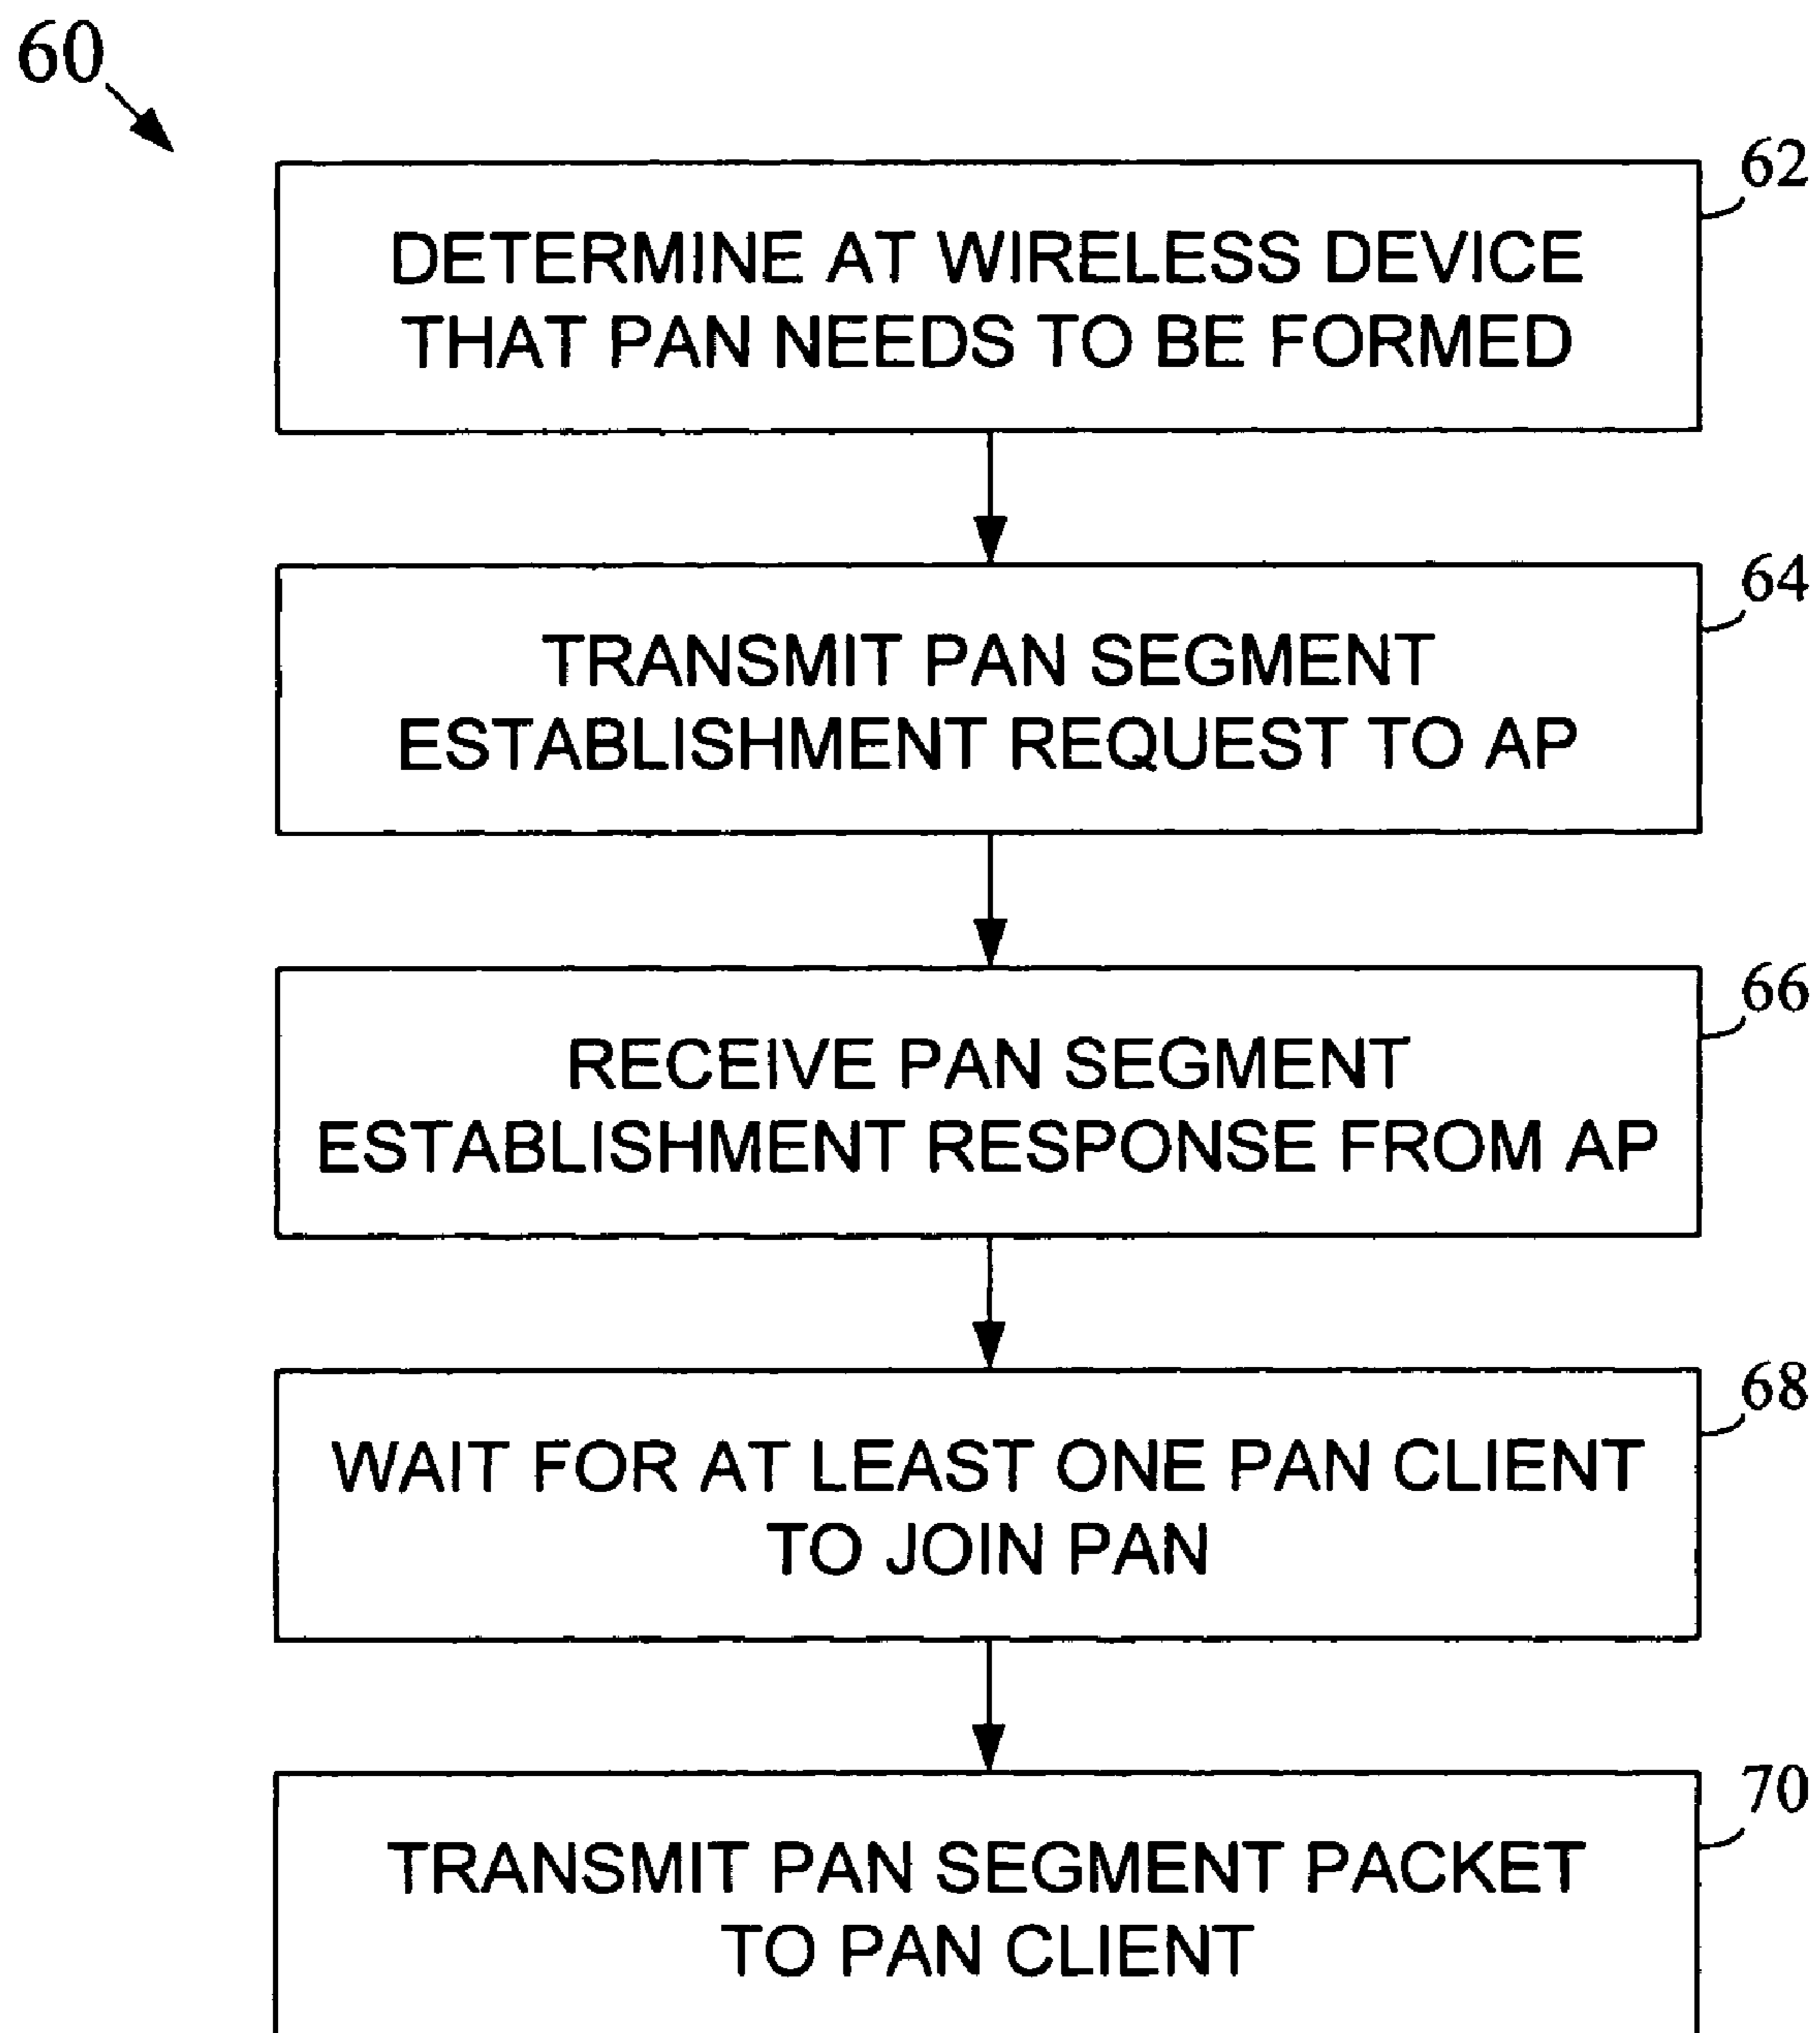 60
62
DETERMINE AT WIRELESS DEVICE
THAT PAN NEEDS TO BE FORMED
64
TRANSMIT PAN SEGMENT
ESTABLISHMENT REQUEST TO AP
66
RECEIVE PAN SEGMENT
ESTABLISHMENT RESPONSE FROM AP
68
WAIT FOR AT LEAST ONE PAN CLIENT
TO JOIN PAN
70
TRANSMIT PAN SEGMENT PACKET
TO PAN CLIENT